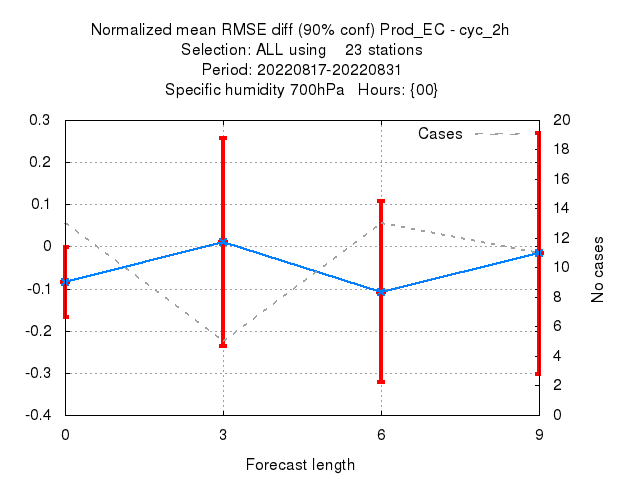 Normalized mean RMSE diff (90% conf) Prod_EC - cyc_2h
Selection: ALL using    23 stations
Period: 20220817-20220831
Specific humidity 700hPa   Hours: {00}
Cases
0.3
0.2
0.1
0
-0.1
-0.2
-0.3
-0.4
20
18
16
14
12
10
8
6
4
2
0
No cases
0 3 6 9
Forecast length